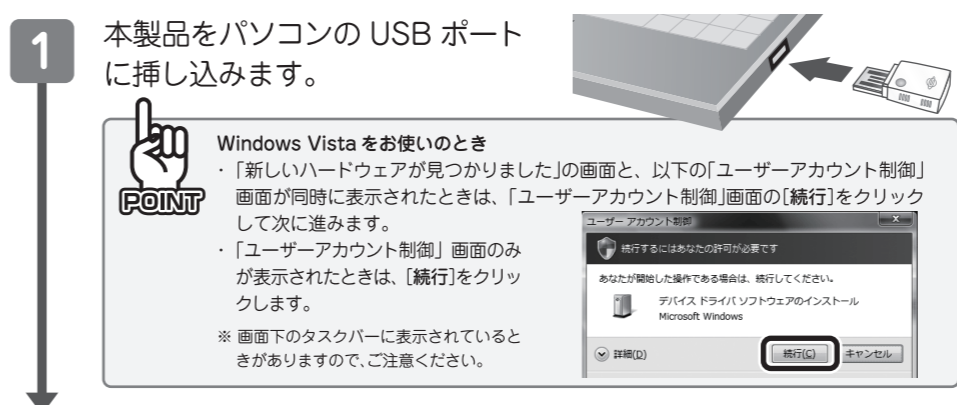 1
本製品をパソコンの USB ポート
に挿し込みます。
POINT
Windows Vista をお使いのとき
・「新しいハードウェアが見つかりました」の画面と、以下の「ユーザーアカウント制御」
画面が同時に表示されたときは、「ユーザーアカウント制御」画面の[続行]をクリック
して次に進みます。
・「ユーザーアカウント制御」画面のみ
が表示されたときは、[続行]をクリッ
クします。
※ 画面下のタスクバーに表示されていると
きがありますので、ご注意ください。
ユーザー アカウント制御
続行するにはあなたの許可が必要です
あなたが開始した操作である場合は、続行してください。
デバイス ドライバ ソフトウェアのインストール
Microsoft Windows
詳細(D)
続行(C)
キャンセル